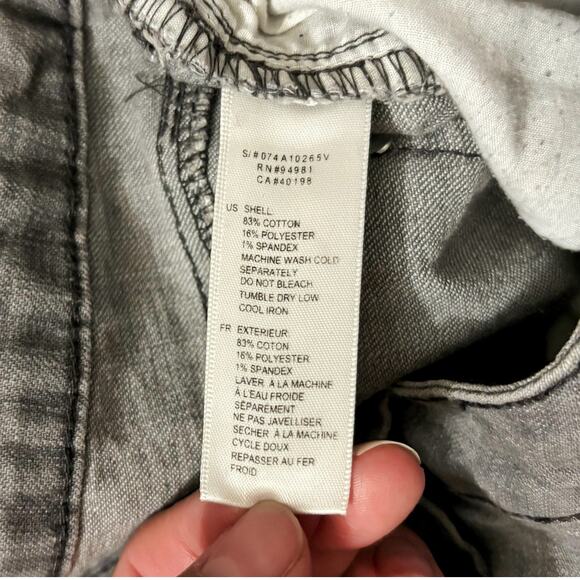 S/#074A10265V
RN#94981
CA#40198
US SHELL:
83% COTTON
16% POLYESTER
1% SPANDEX
MACHINE WASH COLD
SEPARATELY
DO NOT BLEACH
TUMBLE DRY LOW
COOL IRON
FR EXTERIEUR:
83% COTON
16% POLYESTER
1% SPANDEX
LAVER À LA MACHINE
À L'EAU FROIDE
SÉPARÉMENT
NE PAS JAVELLISER
SECHER À LA MACHINE
CYCLE DOUX
REPASSER AU FER
FROID